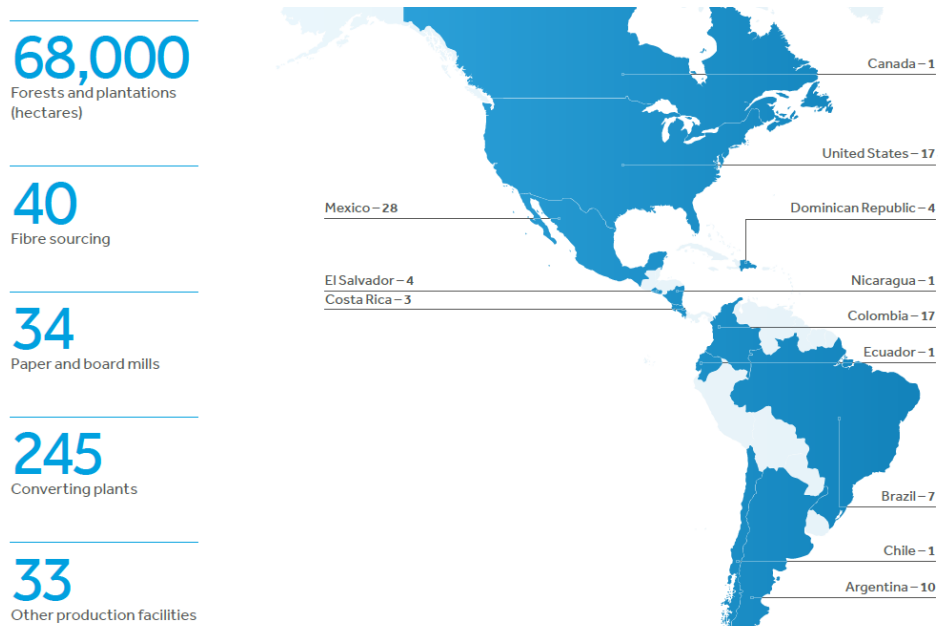 68,000
Forests and plantations
(hectares)
40
Fibre sourcing
34
Paper and board mills
245
Converting plants
33
Other production facilities
Canada – 1
United States – 17
Mexico – 28
Dominican Republic – 4
El Salvador – 4
Nicaragua – 1
Costa Rica – 3
Colombia – 17
Ecuador – 1
Brazil – 7
Chile – 1
Argentina – 10